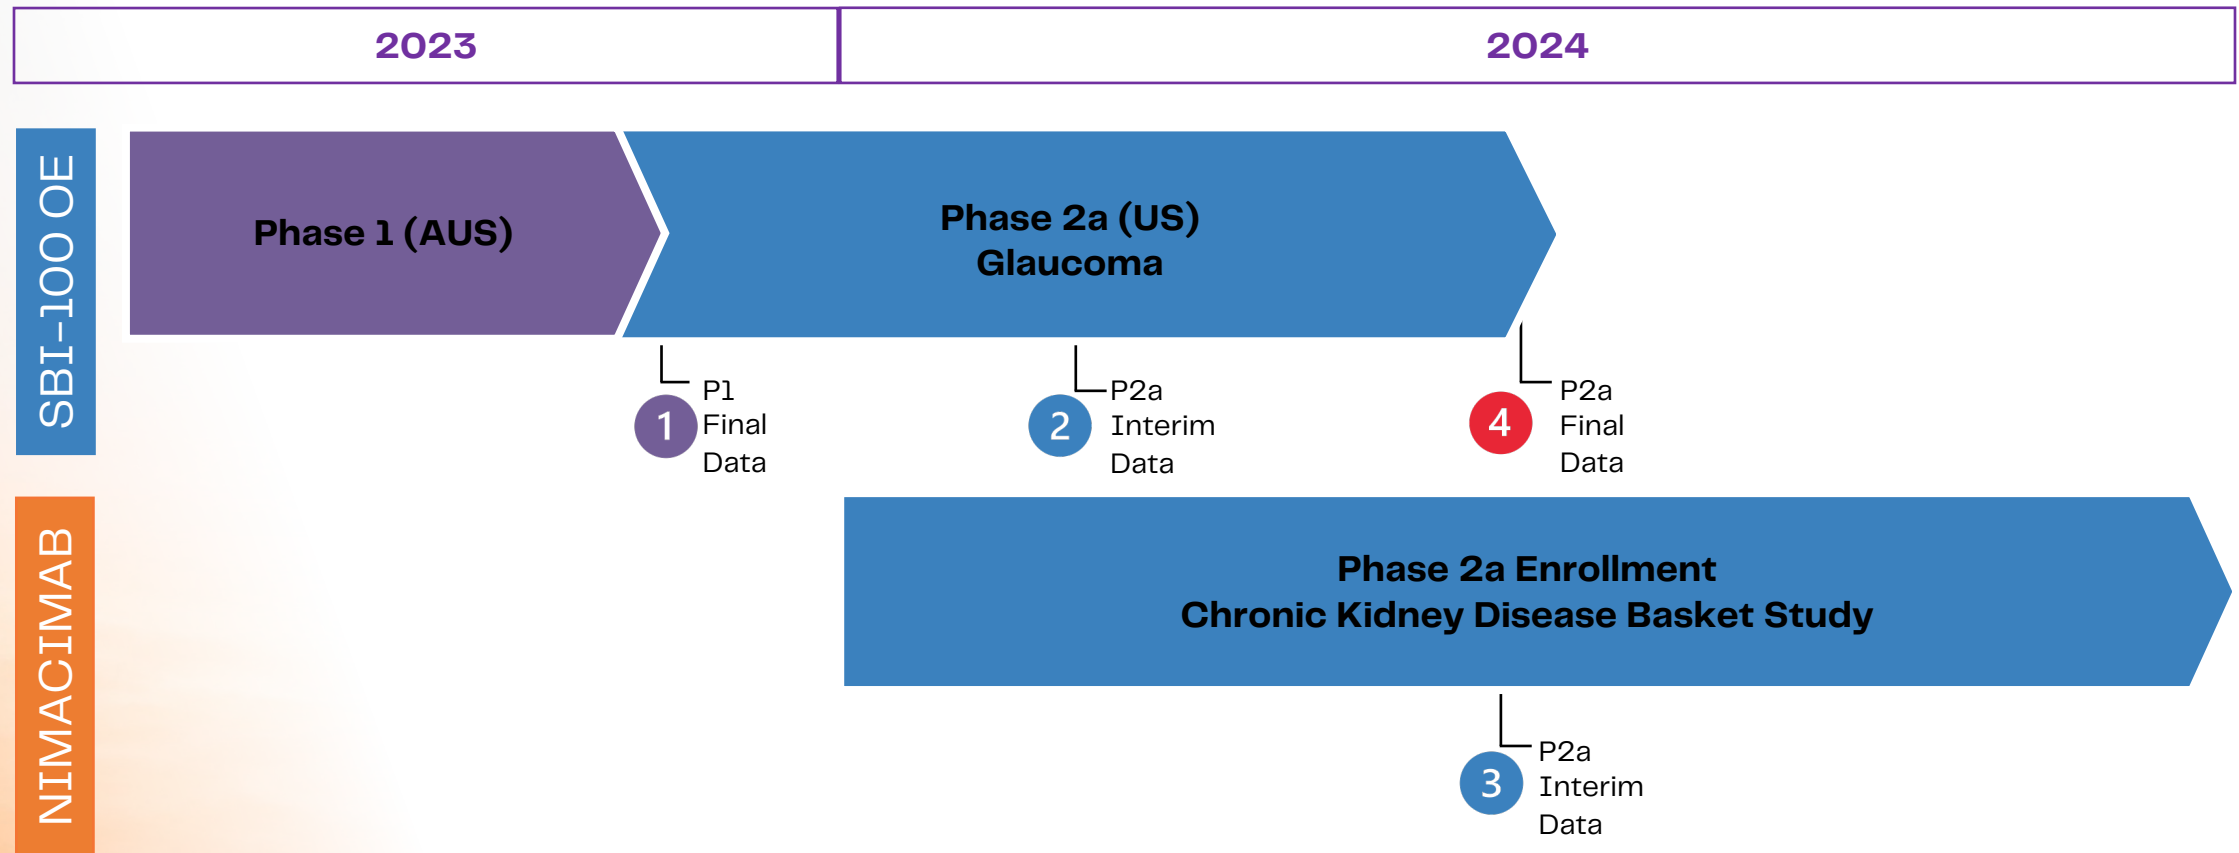 2023
2024
SBI-100 OE
Phase 1 (AUS)
Phase 2a (US)
Glaucoma
1
P1
Final
Data
2
P2a
Interim
Data
4
P2a
Final
Data
NIMACIMAB
Phase 2a Enrollment
Chronic Kidney Disease Basket Study
3
P2a
Interim
Data